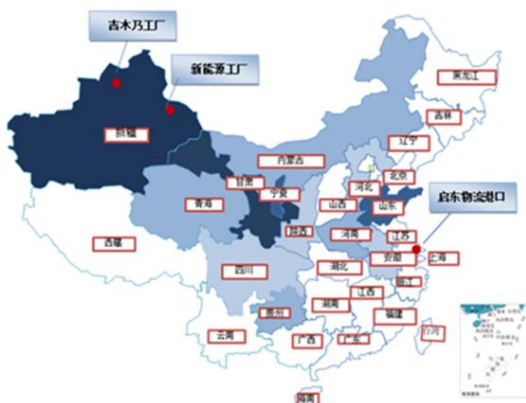 吉木乃工厂
新能源工厂
黑龙江
吉林
新疆
辽宁
内蒙古
北京
甘肃
河北
宁夏
山西
山东
启东物流港口
青海
陕西
河南
江苏
西藏
安徽
上海
四川
湖北
浙江
江西
湖南
贵州
福建
云南
广西
广东
台湾
海南